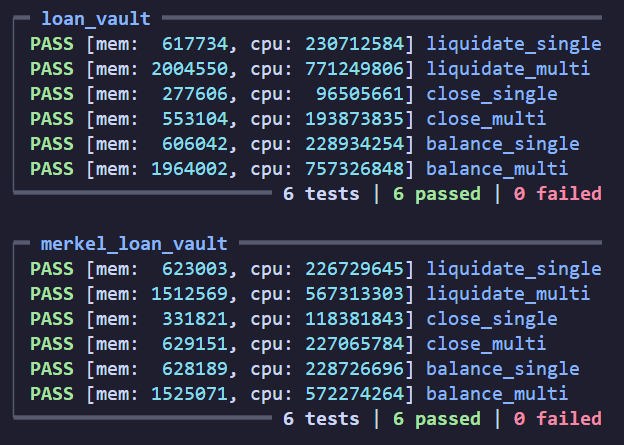 loan_vault
PASS [mem:  617734, cpu: 230712584] liquidate_single
PASS [mem: 2004550, cpu: 771249806] liquidate_multi
PASS [mem:  277606, cpu:  96505661] close_single
PASS [mem:  553104, cpu: 193873835] close_multi
PASS [mem:  606042, cpu: 228934254] balance_single
PASS [mem: 1964002, cpu: 757326848] balance_multi
6 tests | 6 passed | 0 failed
merkel_loan_vault
PASS [mem:  623003, cpu: 226729645] liquidate_single
PASS [mem: 1512569, cpu: 567313303] liquidate_multi
PASS [mem:  331821, cpu: 118381843] close_single
PASS [mem:  629151, cpu: 227065784] close_multi
PASS [mem:  628189, cpu: 228726696] balance_single
PASS [mem: 1525071, cpu: 572274264] balance_multi
6 tests | 6 passed | 0 failed